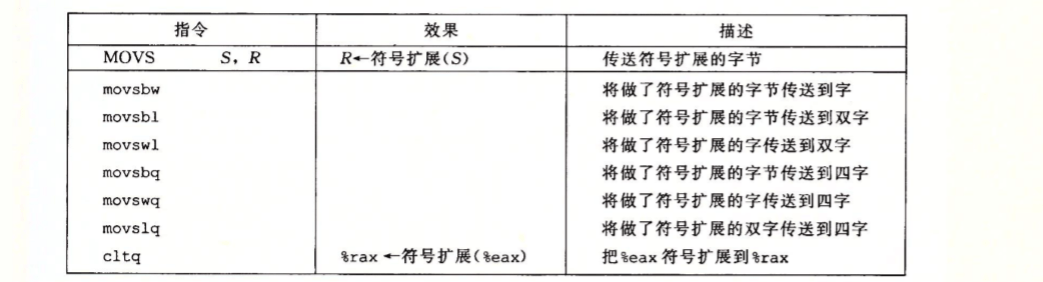 指令 效果 描述
MOVS S, R R←符号扩展(S) 传送符号扩展的字节
movsbw 将做了符号扩展的字节传送到字
movsbl 将做了符号扩展的字节传送到双字
movswl 将做了符号扩展的字传送到双字
movsbq 将做了符号扩展的字节传送到四字
movswq 将做了符号扩展的字传送到四字
movslq 将做了符号扩展的双字传送到四字
cltq %rax←符号扩展(%eax) 把%eax符号扩展到%rax